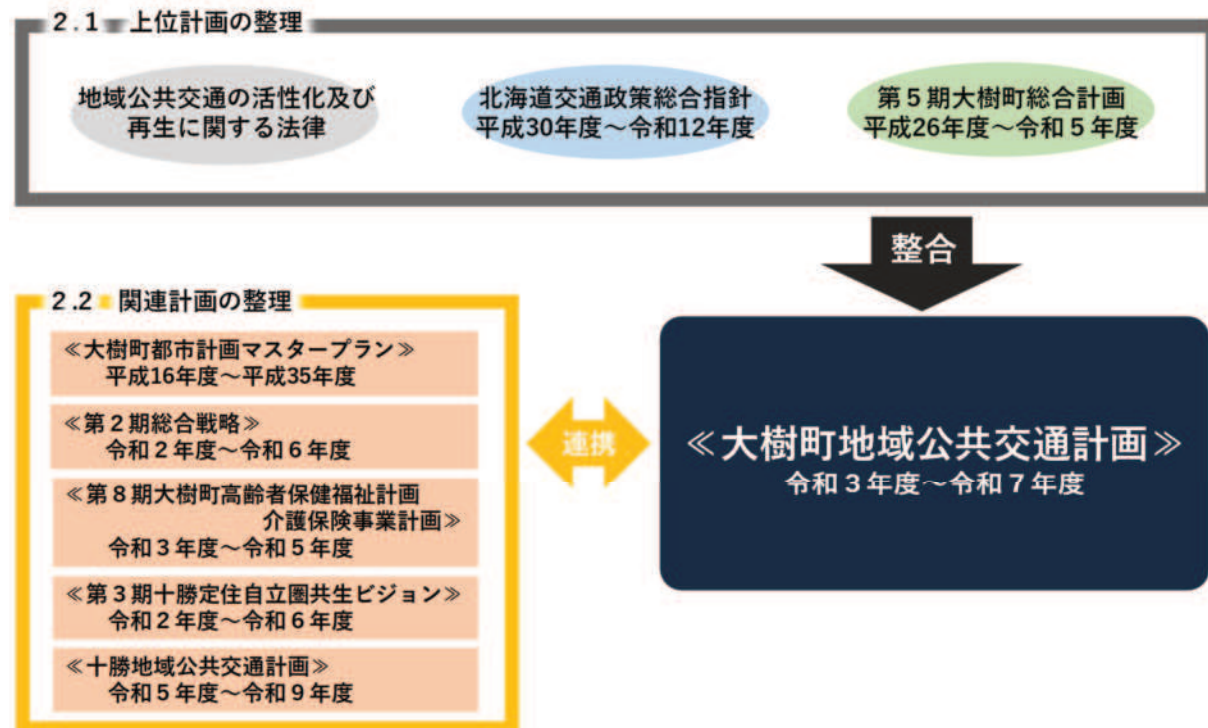 2.1 上位計画の整理
地域公共交通の活性化及び
再生に関する法律
北海道交通政策総合指針
平成30年度～令和12年度
第5期大樹町総合計画
平成26年度～令和5年度
整合
2.2 関連計画の整理
≪大樹町都市計画マスタープラン≫
平成16年度～平成35年度
≪第2期総合戦略≫
令和2年度～令和6年度
≪第8期大樹町高齢者保健福祉計画
介護保険事業計画≫
令和3年度～令和5年度
≪第3期十勝定住自立圏共生ビジョン≫
令和2年度～令和6年度
≪十勝地域公共交通計画≫
令和5年度～令和9年度
連携
≪大樹町地域公共交通計画≫
令和3年度～令和7年度